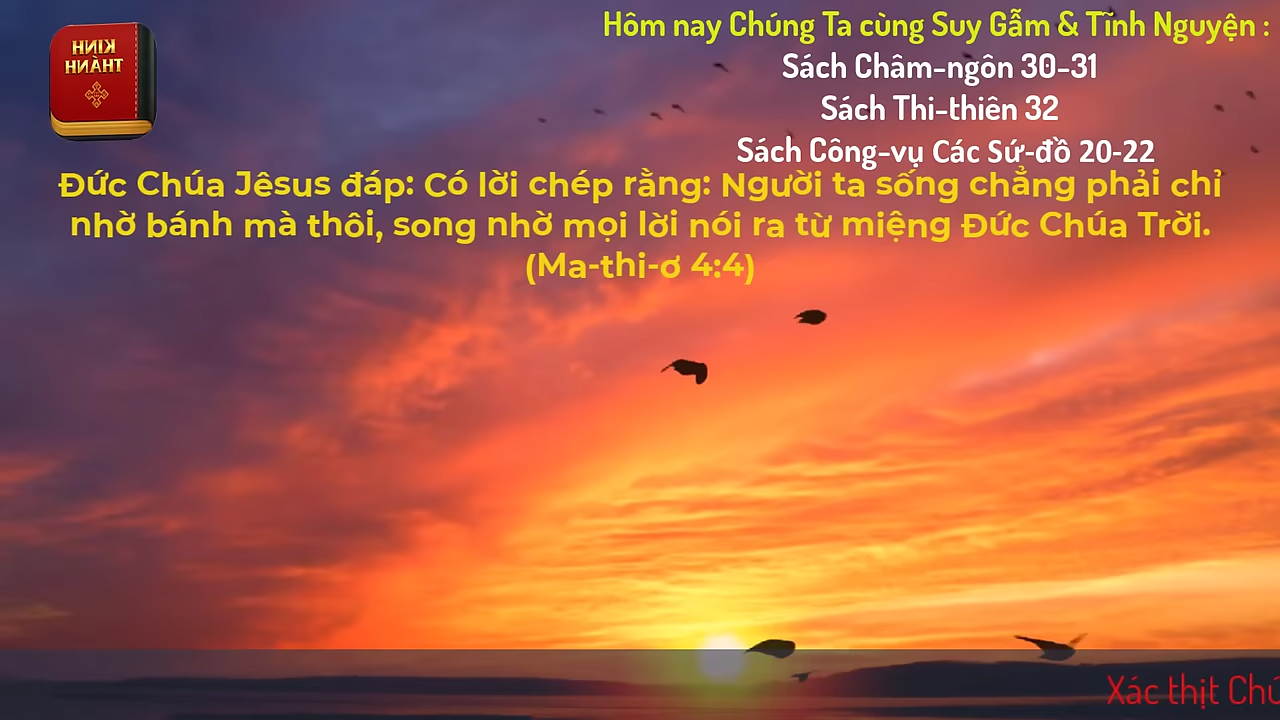 KINH
THÀNH
Hôm nay Chúng Ta cùng Suy Gẫm & Tĩnh Nguyện :
Sách Châm-ngôn 30-31
Sách Thi-thiên 32
Sách Công-vụ Các Sứ-đồ 20-22
Đức Chúa Jêsus đáp: Có lời chép rằng: Người ta sống chẳng phải chỉ
nhờ bánh mà thôi, song nhờ mọi lời nói ra từ miệng Đức Chúa Trời.
(Ma-thi-ơ 4:4)
Xác thịt Chú